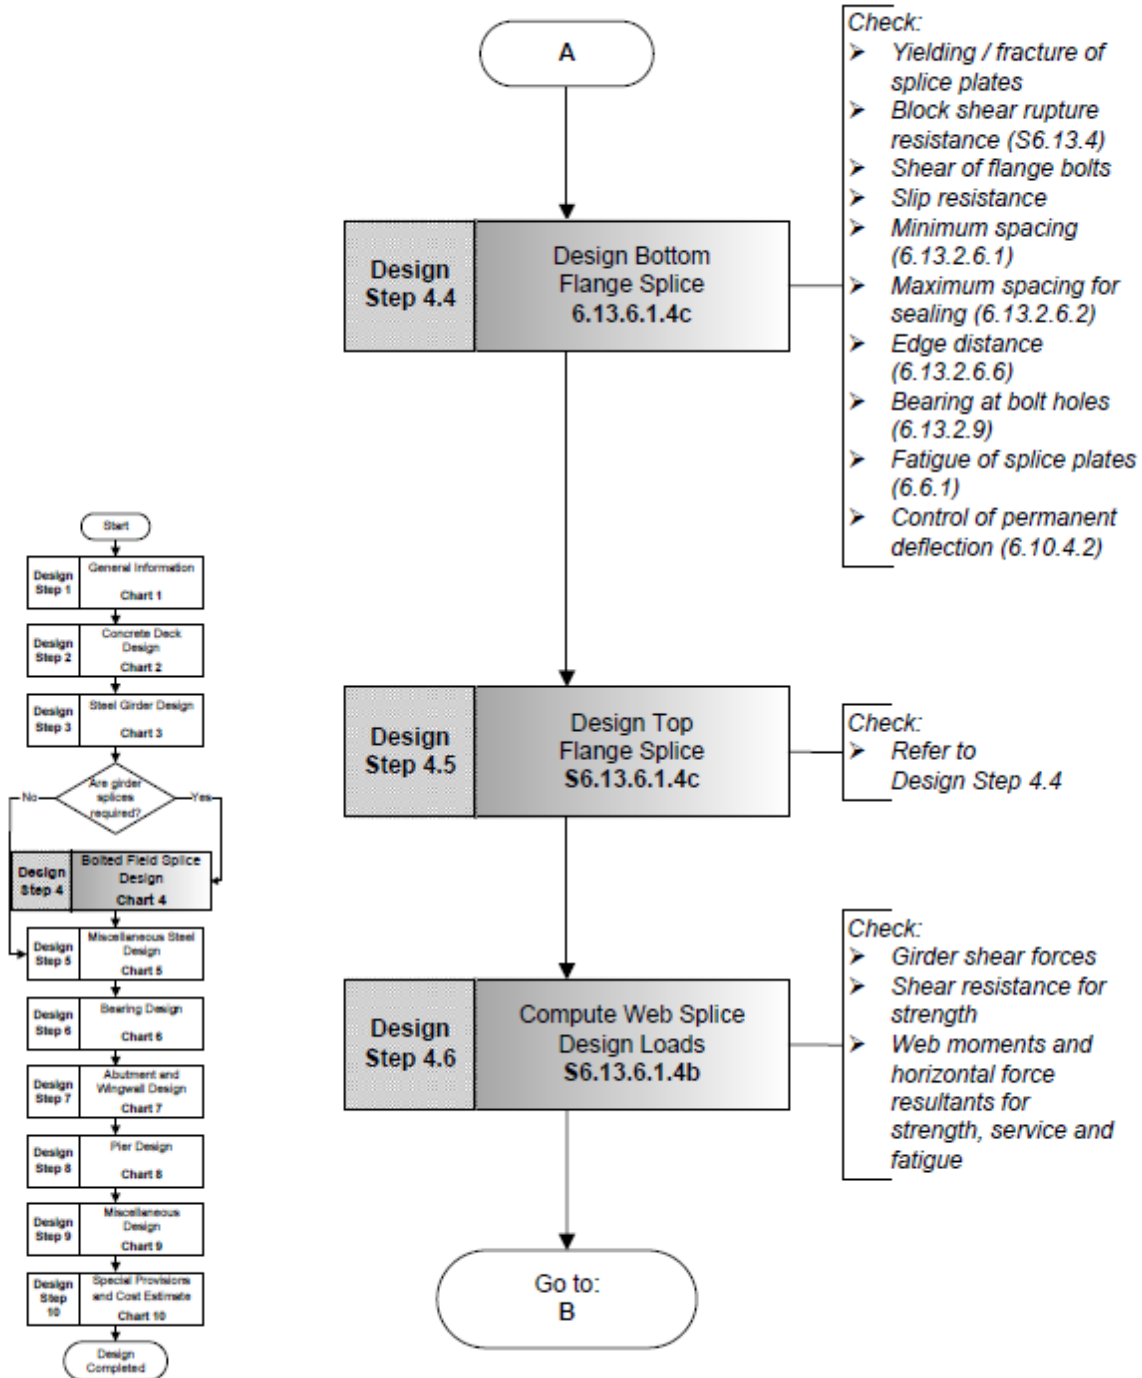 A
Design
Step 4.4
Design Bottom
Flange Splice
6.13.6.1.4c
Check:
➢ Yielding / fracture of
splice plates
➢ Block shear rupture
resistance (S6.13.4)
➢ Shear of flange bolts
➢ Slip resistance
➢ Minimum spacing
(6.13.2.6.1)
➢ Maximum spacing for
sealing (6.13.2.6.2)
➢ Edge distance
(6.13.2.6.6)
➢ Bearing at bolt holes
(6.13.2.9)
➢ Fatigue of splice plates
(6.6.1)
➢ Control of permanent
deflection (6.10.4.2)
Design
Step 4.5
Design Top
Flange Splice
S6.13.6.1.4c
Check:
➢ Refer to
Design Step 4.4
Design
Step 4.6
Compute Web Splice
Design Loads
S6.13.6.1.4b
Check:
➢ Girder shear forces
➢ Shear resistance for
strength
➢ Web moments and
horizontal force
resultants for
strength, service and
fatigue
Go to:
B
Start
Design
Step 1
General Information
Chart 1
Design
Step 2
Concrete Deck
Design
Chart 2
Design
Step 3
Steel Girder Design
Chart 3
Are girder
splices
required?
No
Yes
Design
Step 4
Bolted Field Splice
Design
Chart 4
Design
Step 5
Miscellaneous Steel
Design
Chart 5
Design
Step 6
Bearing Design
Chart 6
Design
Step 7
Abutment and
Wingwall Design
Chart 7
Design
Step 8
Pier Design
Chart 8
Design
Step 9
Miscellaneous
Design
Chart 9
Design
Step
10
Special Provisions
and Cost Estimate
Chart 10
Design
Completed